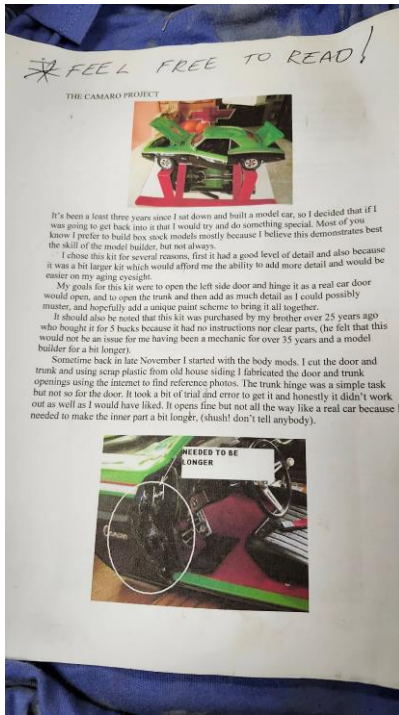 * FEEL FREE TO READ!
THE CAMARO PROJECT
It's been a least three years since I sat down and built a model car, so I decided that if I
was going to get back into it that I would try and do something special. Most of you
know I prefer to build box stock models mostly because I believe this demonstrates best
the skill of the model builder, but not always.
I chose this kit for several reasons, first it had a good level of detail and also because
it was a bit larger kit which would afford me the ability to add more detail and would be
easier on my aging eyesight.
My goals for this kit were to open the left side door and hinge it as a real car door
would open, and to open the trunk and then add as much detail as I could possibly
muster, and hopefully add a unique paint scheme to bring it all together.
It should also be noted that this kit was purchased by my brother over 25 years ago
who bought it for 5 bucks because it had no instructions nor clear parts, (he felt that this
would not be an issue for me having been a mechanic for over 35 years and a model
builder for a bit longer).
Sometime back in late November I started with the body mods. I cut the door and
trunk and using scrap plastic from old house siding I fabricated the door and trunk
openings using the internet to find reference photos. The trunk hinge was a simple task
but not so for the door. It took a bit of trial and error to get it and honestly it didn't work
out as well as I would have liked. It opens fine but not all the way like a real car because I
needed to make the inner part a bit longer, (shush! don't tell anybody).
NEEDED TO BE
LONGER